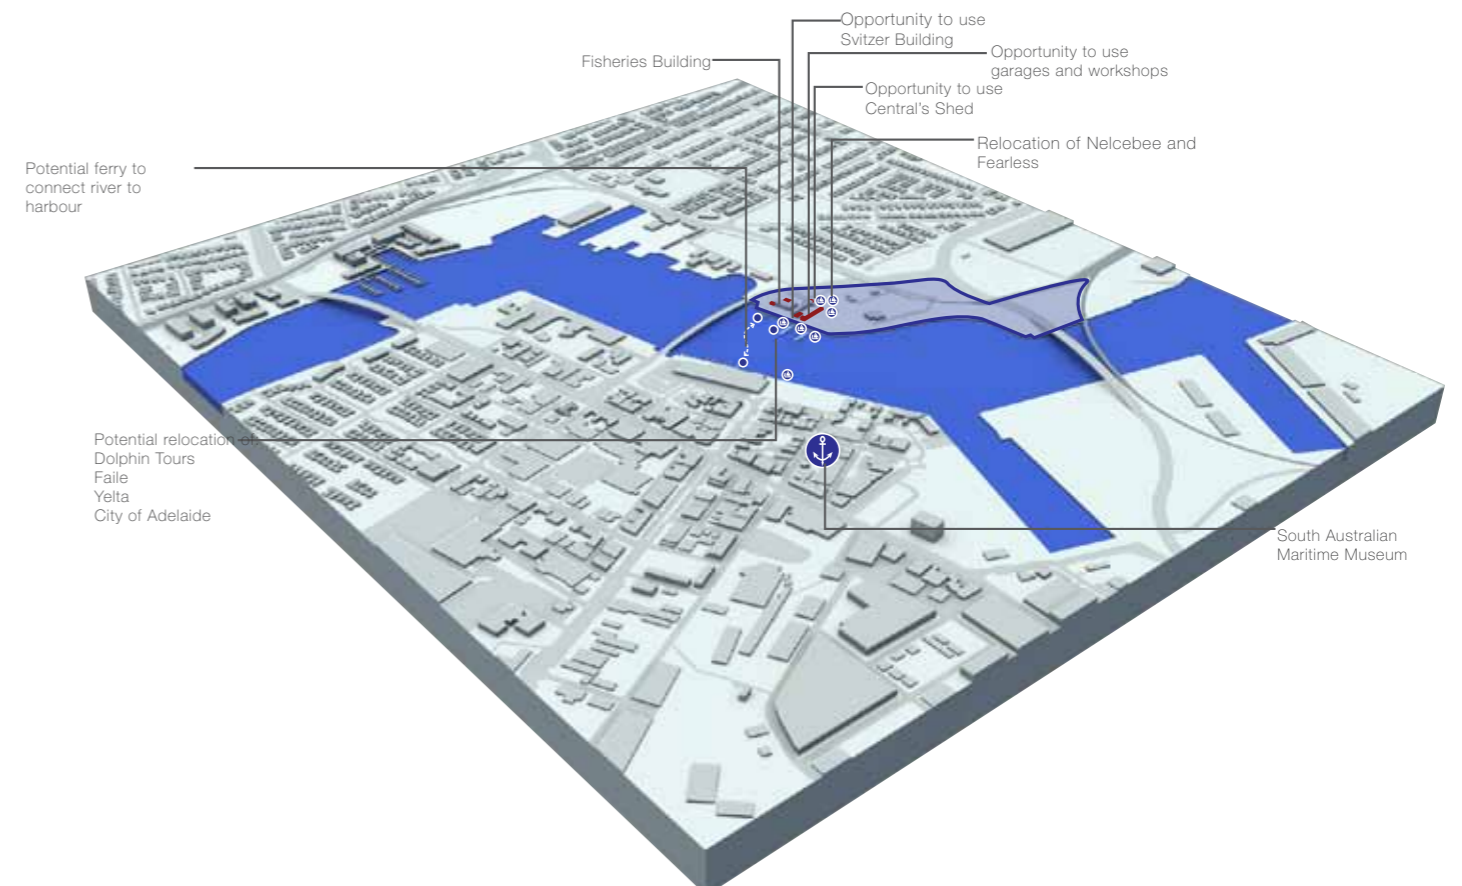 Opportunity to use
Svitzer Building
Fisheries Building
Opportunity to use
garages and workshops
Opportunity to use
Central's Shed
Relocation of Nelcebee and
Fearless
Potential ferry to
connect river to
harbour
Potential relocation of:
Dolphin Tours
Faile
Yelta
City of Adelaide
South Australian
Maritime Museum